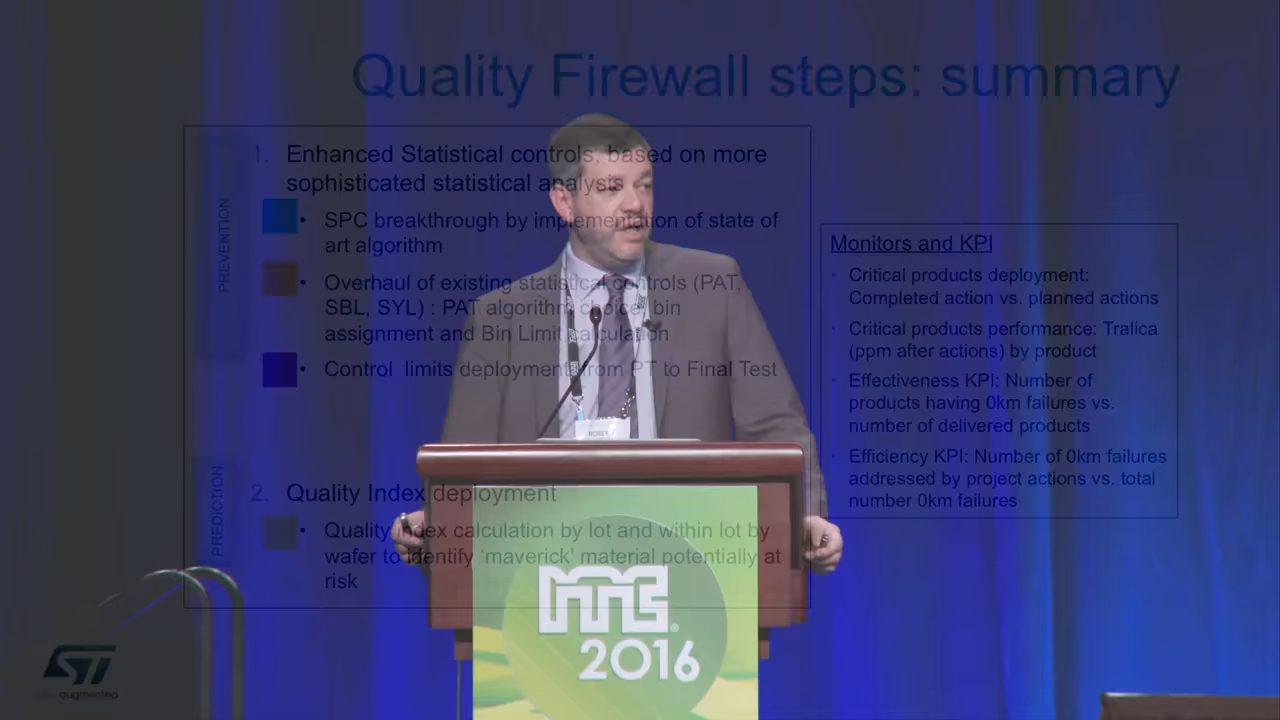 Quality Firewall steps: summary
PREVENTION
1. Enhanced Statistical controls, based on more
sophisticated statistical analysis
• SPC breakthrough by implementation of state of
art algorithm
• Overhaul of existing statistical controls (PAT,
SBL, SYL) : PAT algorithm choice, bin
assignment and Bin Limit calculation
• Control limits deployment from PT to Final Test
PREDICTION
2. Quality Index deployment
• Quality index calculation by lot and within lot by
wafer to identify ‘maverick’ material potentially at
risk
Monitors and KPI
• Critical products deployment:
Completed action vs. planned actions
• Critical products performance: Tralica
(ppm after actions) by product
• Effectiveness KPI: Number of
products having 0km failures vs.
number of delivered products
• Efficiency KPI: Number of 0km failures
addressed by project actions vs. total
number 0km failures
ST
augmented
2016